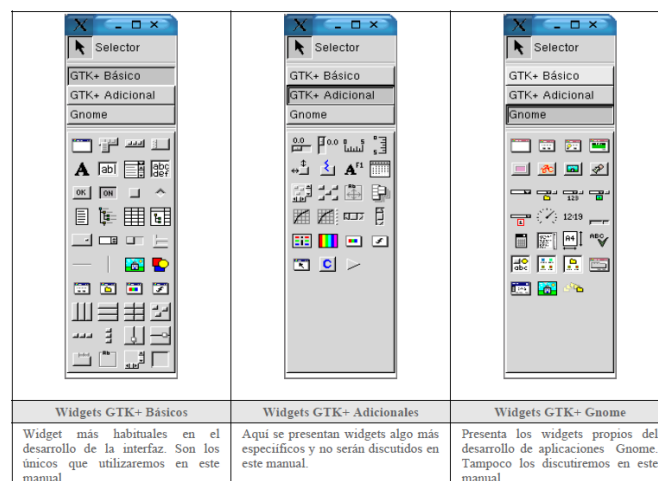 Selector
GTK+ Básico
GTK+ Adicional
Gnome
Selector
GTK+ Básico
GTK+ Adicional
Gnome
Selector
GTK+ Básico
GTK+ Adicional
Gnome
Widgets GTK+ Básicos
Widget más habituales en el
desarrollo de la interfaz. Son los
únicos que utilizaremos en este
manual.
Widgets GTK+ Adicionales
Aquí se presentan widgets algo más
especiíficos y no serán discutidos en
este manual.
Widgets GTK+ Gnome
Presenta los widgets propios del
desarrollo de aplicaciones Gnome.
Tampoco los discutiremos en este
manual